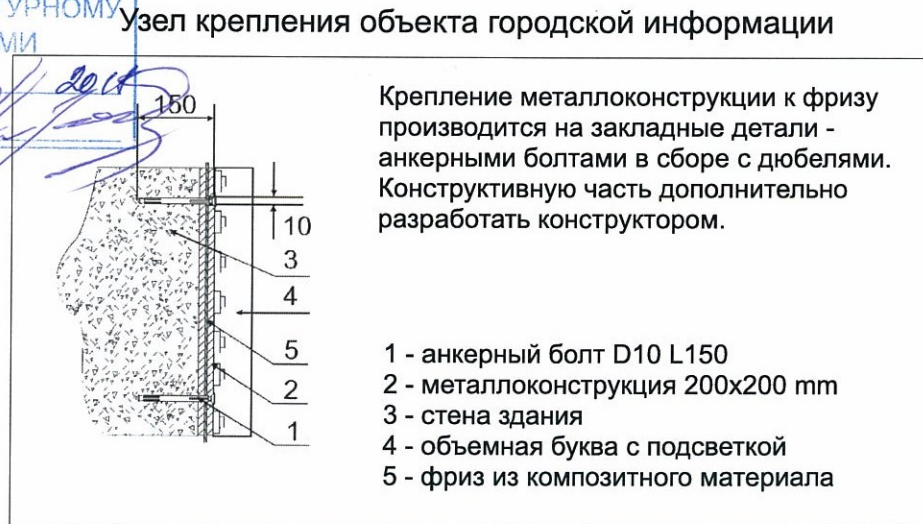 УРНОМУ
МИ
Узел крепления объекта городской информации
150
Крепление металлоконструкции к фризу
производится на закладные детали -
анкерными болтами в сборе с дюбелями.
Конструктивную часть дополнительно
разработать конструктором.
10
3
4
5
2
1
1 - анкерный болт D10 L150
2 - металлоконструкция 200x200 mm
3 - стена здания
4 - объемная буква с подсветкой
5 - фриз из композитного материала